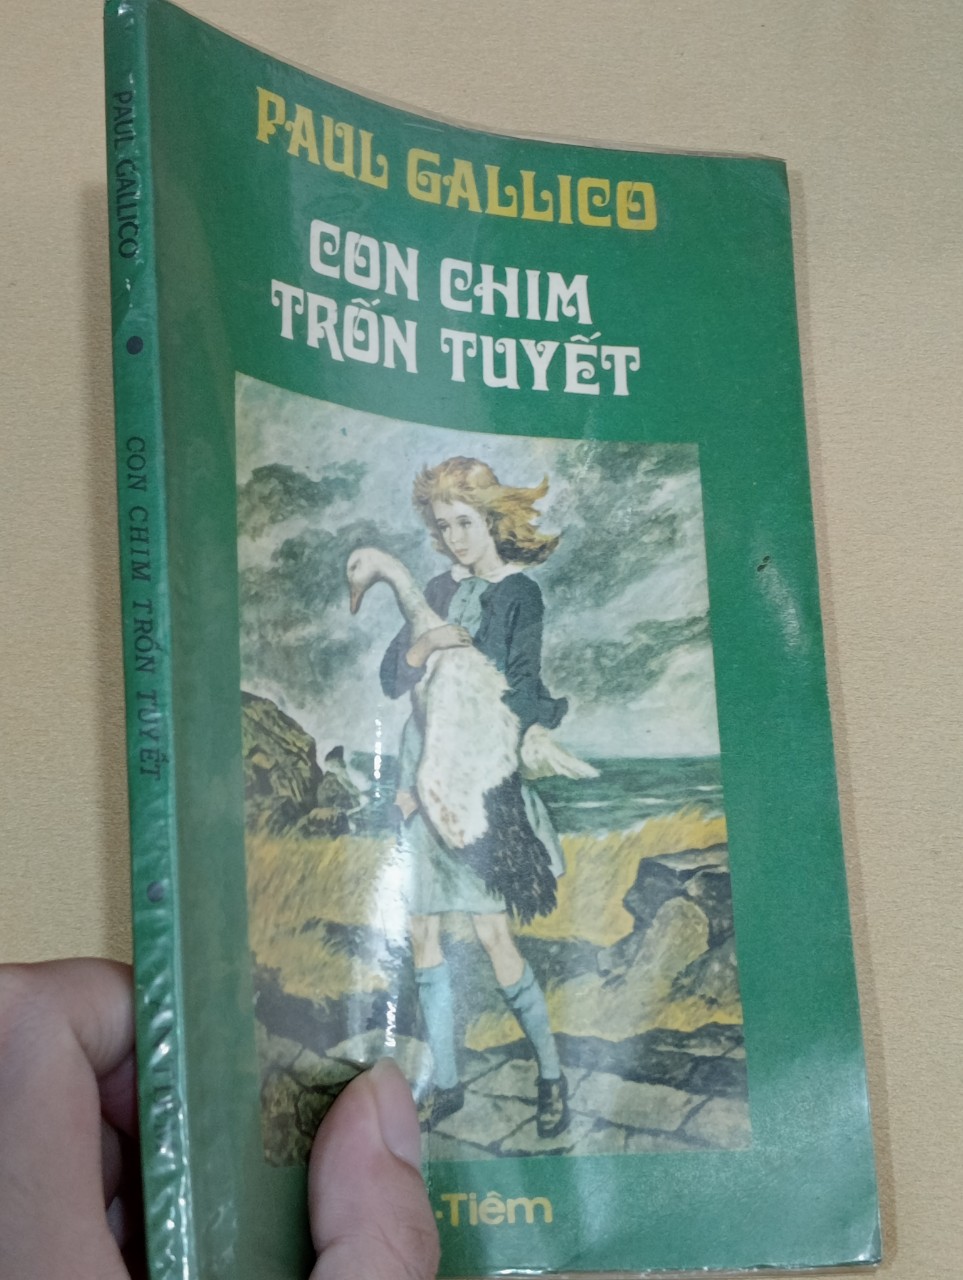 PAUL GALLICO
CON CHIM
TRỐN TUYẾT
-Tiêm
PAUL GALLICO • CON CHIM TRỐN TUYẾT •